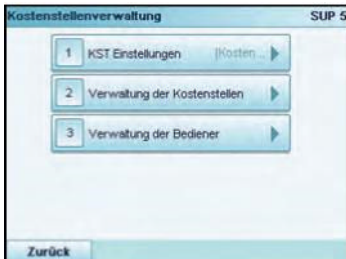 Kostenstellenverwaltung SUP 5
1 KST Einstellungen [Kosten ...
2 Verwaltung der Kostenstellen
3 Verwaltung der Bediener
Zurück